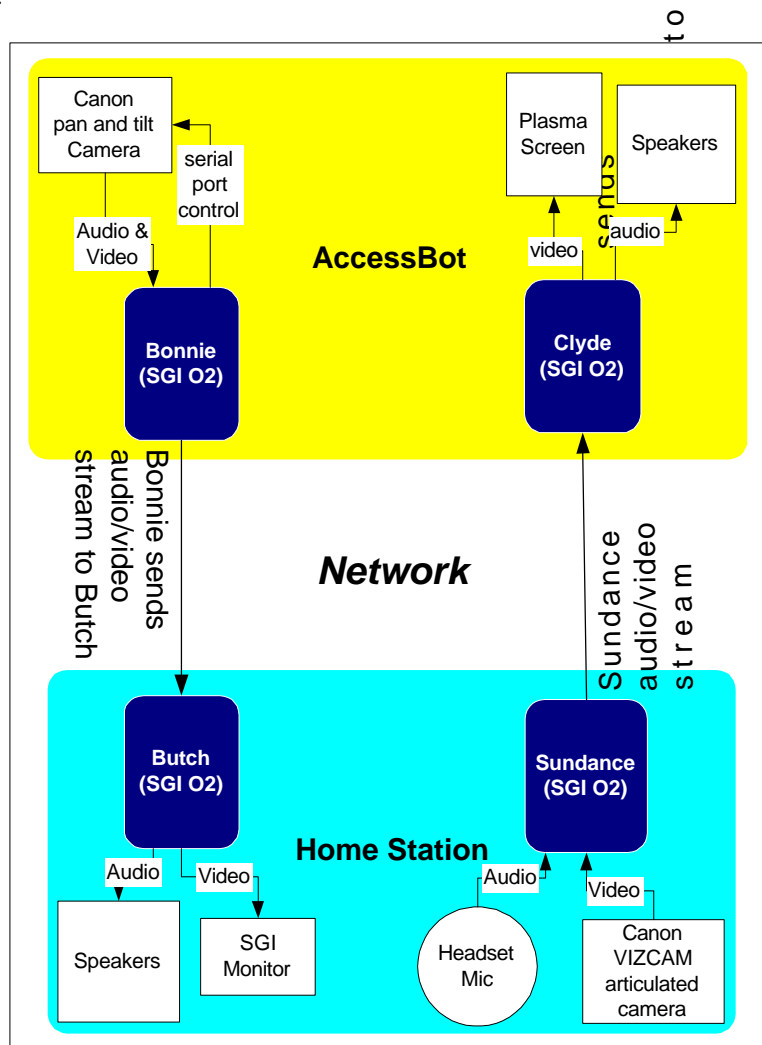 to
Canon
pan and tilt
Camera
serial
port
control
Audio &
Video
Plasma
Screen
Speakers
sends
video
audio
AccessBot
Bonnie
(SGI O2)
Clyde
(SGI O2)
Bonnie sends
audio/video
stream to Butch
Network
Sundance
audio/video
stream
Butch
(SGI O2)
Sundance
(SGI O2)
Home Station
Audio
Video
Audio
Video
Speakers
SGI
Monitor
Headset
Mic
Canon
VIZCAM
articulated
camera